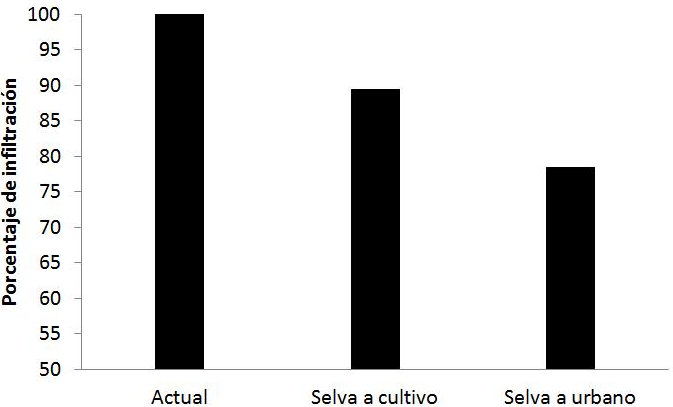 Porcentaje de infiltración
100
95
90
85
80
75
70
65
60
55
50
Actual
Selva a cultivo
Selva a urbano